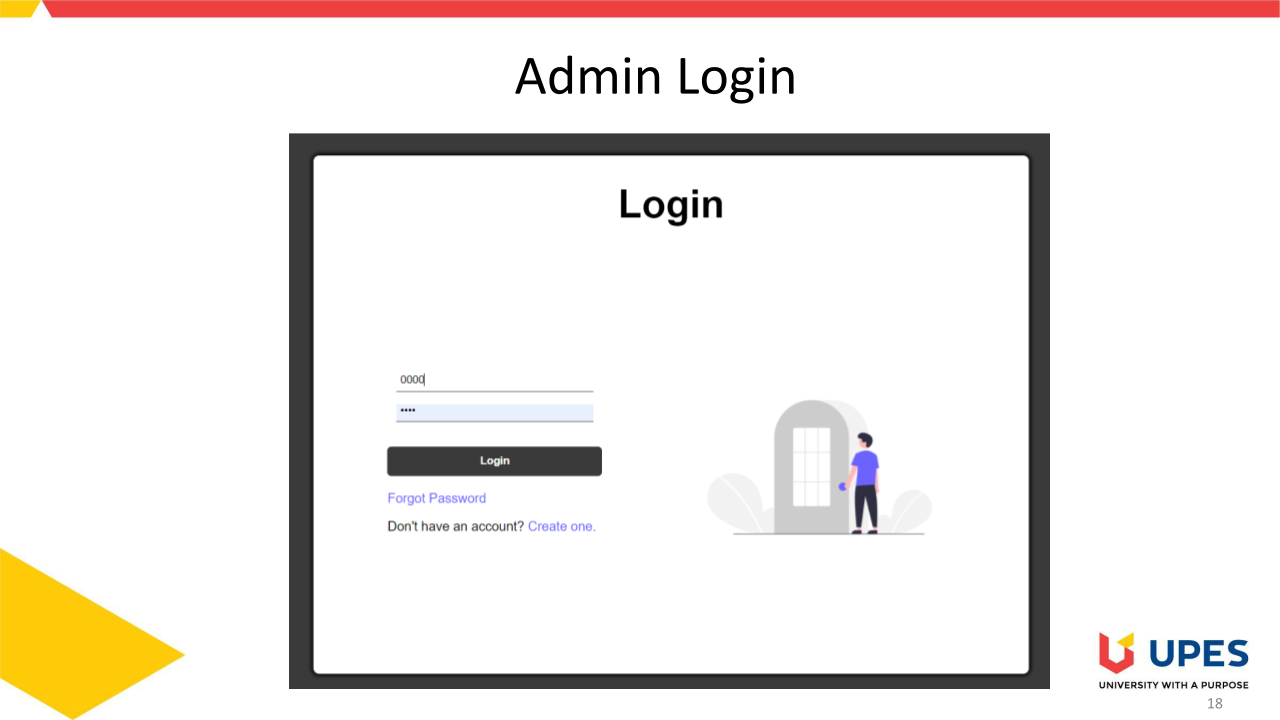 Admin Login
Login
0000
••••
Login
Forgot Password
Don't have an account? Create one.
UPES
UNIVERSITY WITH A PURPOSE
18